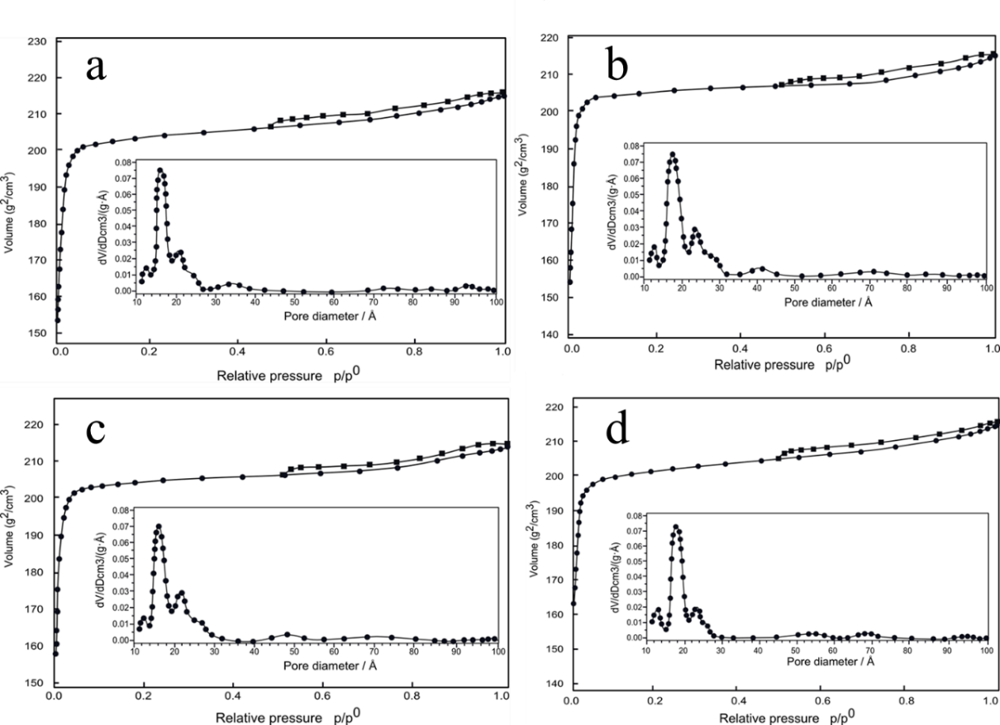 a
230
220
210
200
190
180
170
160
150
Volume (g²/cm³)
0.0 0.2 0.4 0.6 0.8 1.0
Relative pressure p/p⁰
0.08
0.07
0.06
0.05
0.04
0.03
0.02
0.01
0.00
dV/dDcm3/(g·Å)
10 20 30 40 50 60 70 80 90 100
Pore diameter / Å
b
220
210
200
190
180
170
160
150
140
Volume (g²/cm³)
0.0 0.2 0.4 0.6 0.8 1.0
Relative pressure p/p⁰
0.08
0.07
0.06
0.05
0.04
0.03
0.02
0.01
0.00
dV/dDcm3/(g·Å)
10 20 30 40 50 60 70 80 90 100
Pore diameter / Å
c
220
210
200
190
180
170
160
150
Volume (g²/cm³)
0.0 0.2 0.4 0.6 0.8 1.0
Relative pressure p/p⁰
0.08
0.07
0.06
0.05
0.04
0.03
0.02
0.01
0.00
dV/dDcm3/(g·Å)
10 20 30 40 50 60 70 80 90 100
Pore diameter / Å
d
220
210
200
190
180
170
160
150
140
Volume (g²/cm³)
0.0 0.2 0.4 0.6 0.8 1.0
Relative pressure p/p⁰
0.08
0.07
0.06
0.05
0.04
0.03
0.02
0.01
0.00
dV/dDcm3/(g·Å)
10 20 30 40 50 60 70 80 90 100
Pore diameter / Å